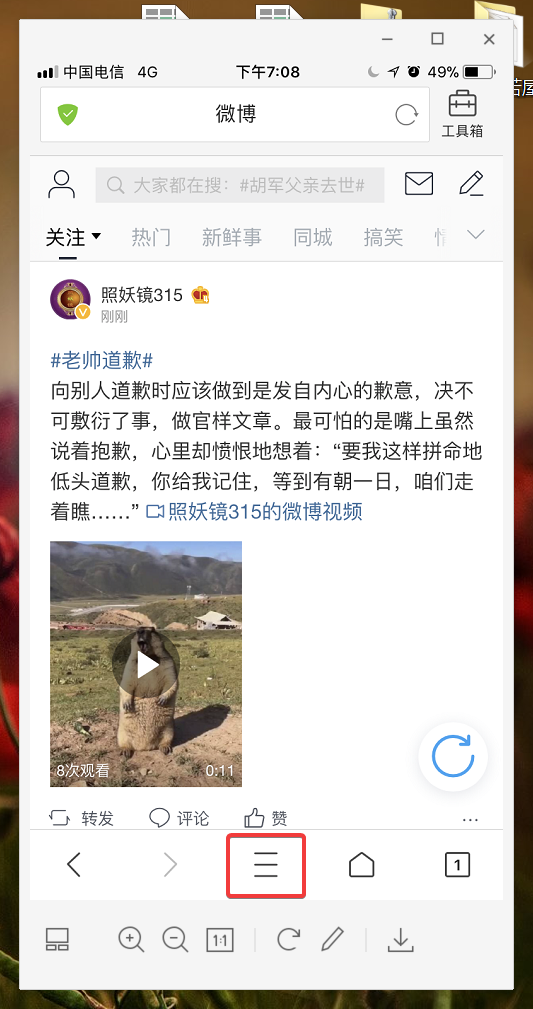 中国电信 4G 下午7:08 49%
微博
工具箱
大家都在搜：#胡军父亲去世#
关注 热门 新鲜事 同城 搞笑
照妖镜315
刚刚
#老帅道歉#
向别人道歉时应该做到是发自内心的歉意，决不
可敷衍了事，做官样文章。最可怕的是嘴上虽然
说着抱歉，心里却愤恨地想着：“要我这样拼命地
低头道歉，你给我记住，等到有朝一日，咱们走
着瞧……” 照妖镜315的微博视频
8次观看 0:11
转发 评论 赞 ...
1
1:1